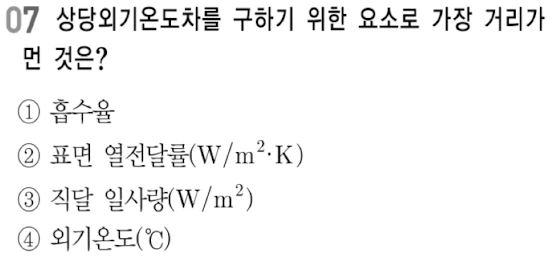 07 상당외기온도차를 구하기 위한 요소로 가장 거리가
먼 것은?
① 흡수율
② 표면 열전달률(W/m²·K)
③ 직달 일사량(W/m²)
④ 외기온도(℃)